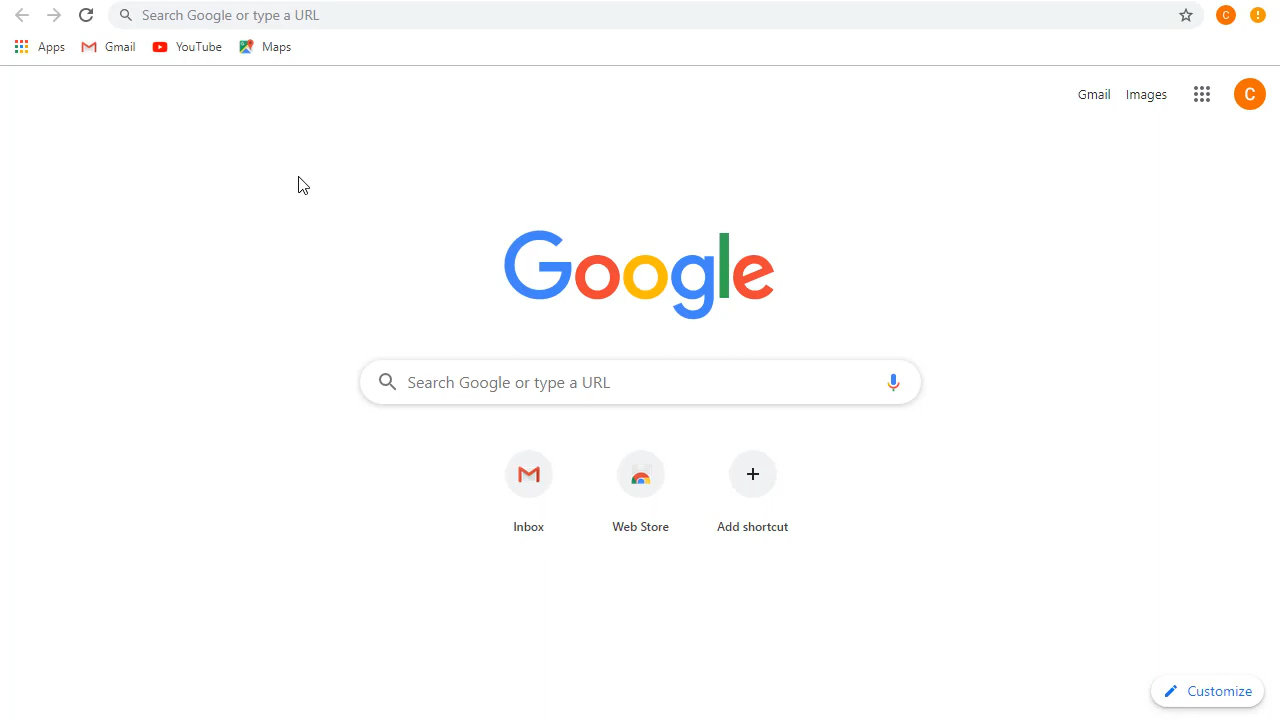 Search Google or type a URL
C
Apps Gmail YouTube Maps
Gmail Images C
Google
Search Google or type a URL
Inbox Web Store Add shortcut
Customize